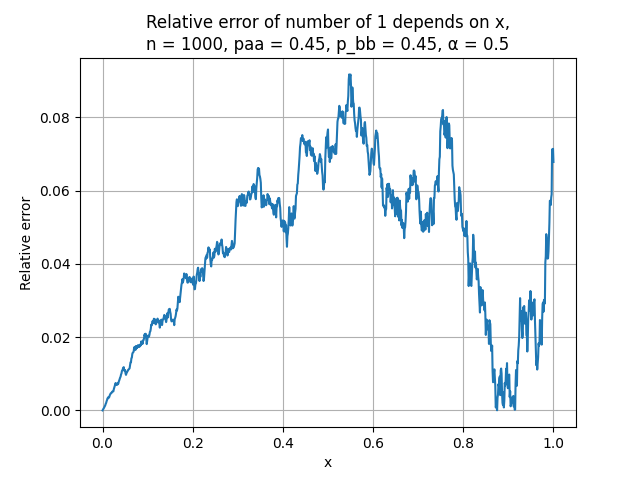 Relative error of number of 1 depends on x,
n = 1000, paa = 0.45, p_bb = 0.45, α = 0.5
Relative error
0.08
0.06
0.04
0.02
0.00
0.0 0.2 0.4 0.6 0.8 1.0
x